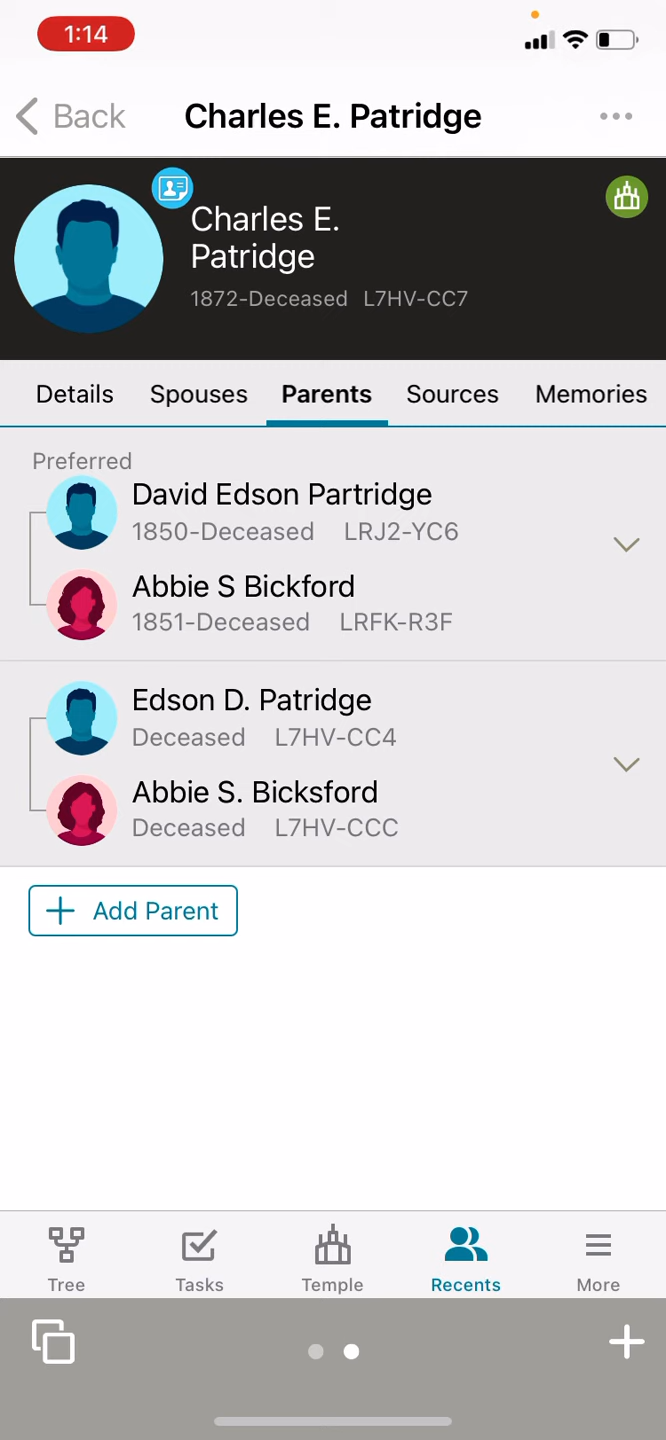 1:14
Back
Charles E. Patridge
Charles E.
Patridge
1872-Deceased L7HV-CC7
Details Spouses Parents Sources Memories
Preferred
David Edson Partridge
1850-Deceased LRJ2-YC6
Abbie S Bickford
1851-Deceased LRFK-R3F
Edson D. Patridge
Deceased L7HV-CC4
Abbie S. Bicksford
Deceased L7HV-CCC
+ Add Parent
Tree Tasks Temple Recents More